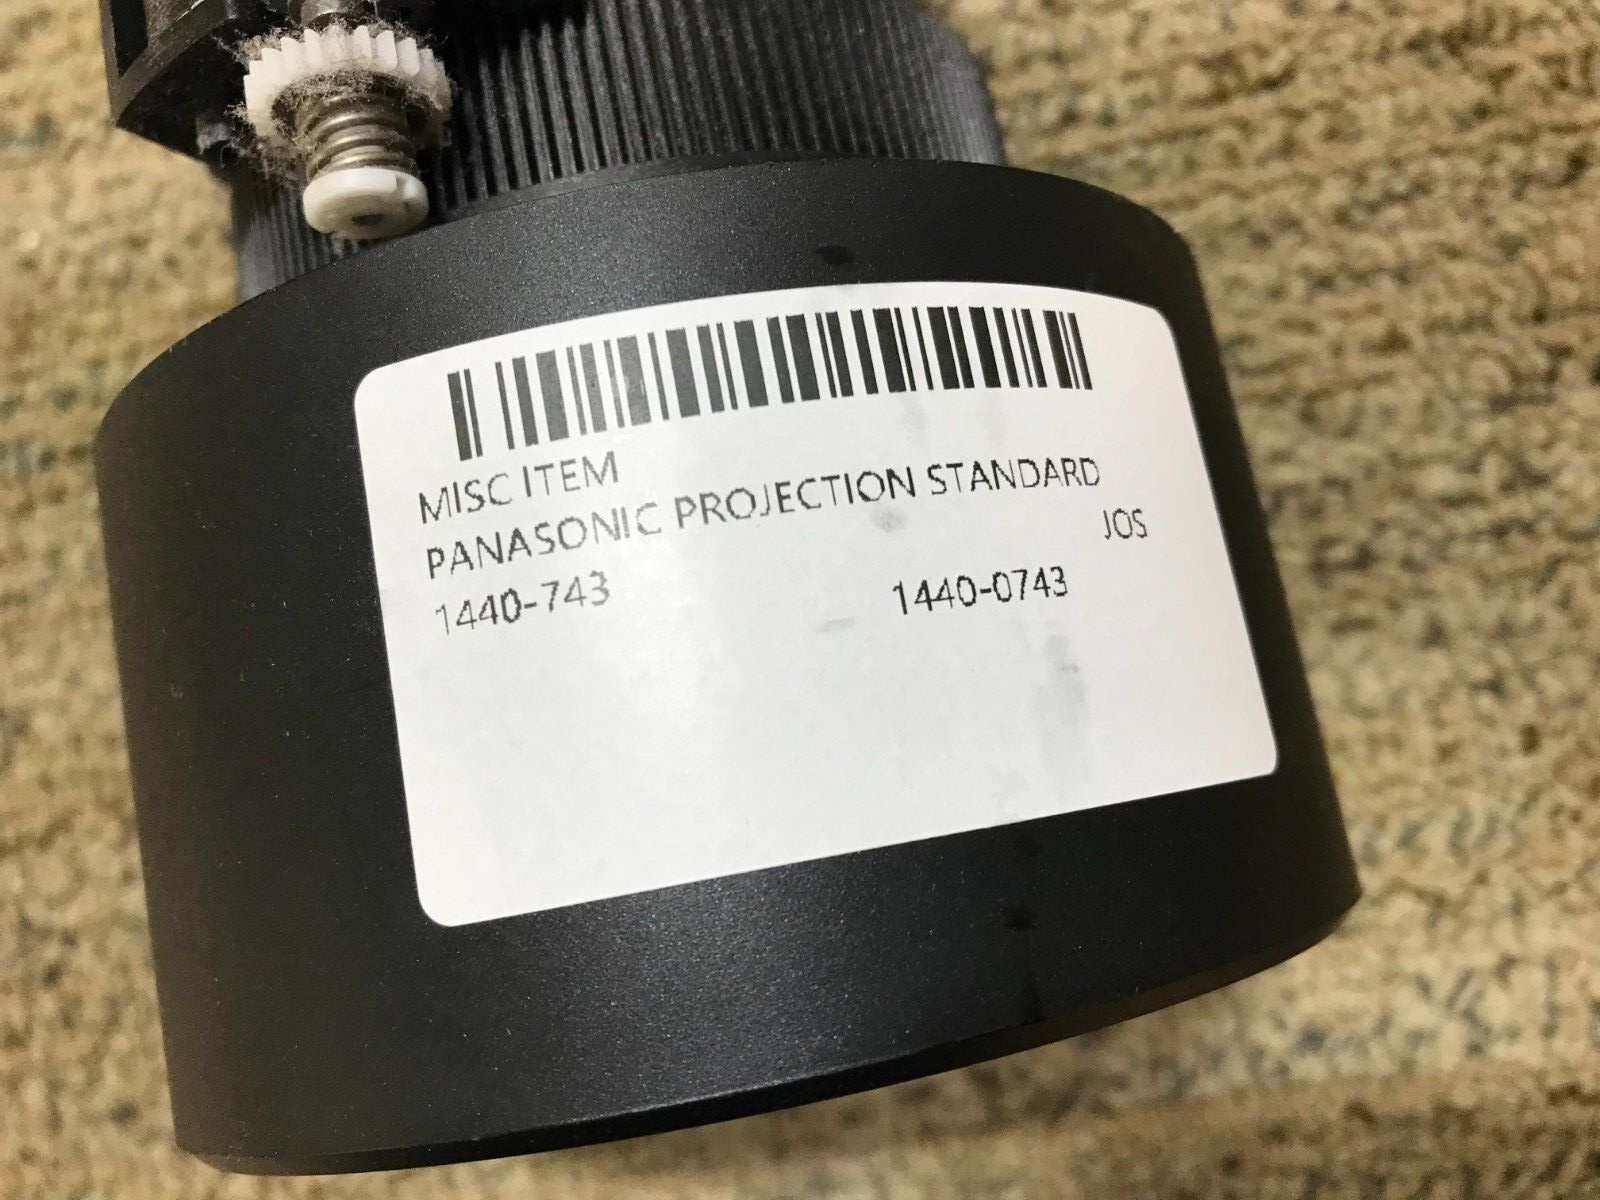 MISC ITEM
PANASONIC PROJECTION STANDARD
JOS
1440-743 1440-0743